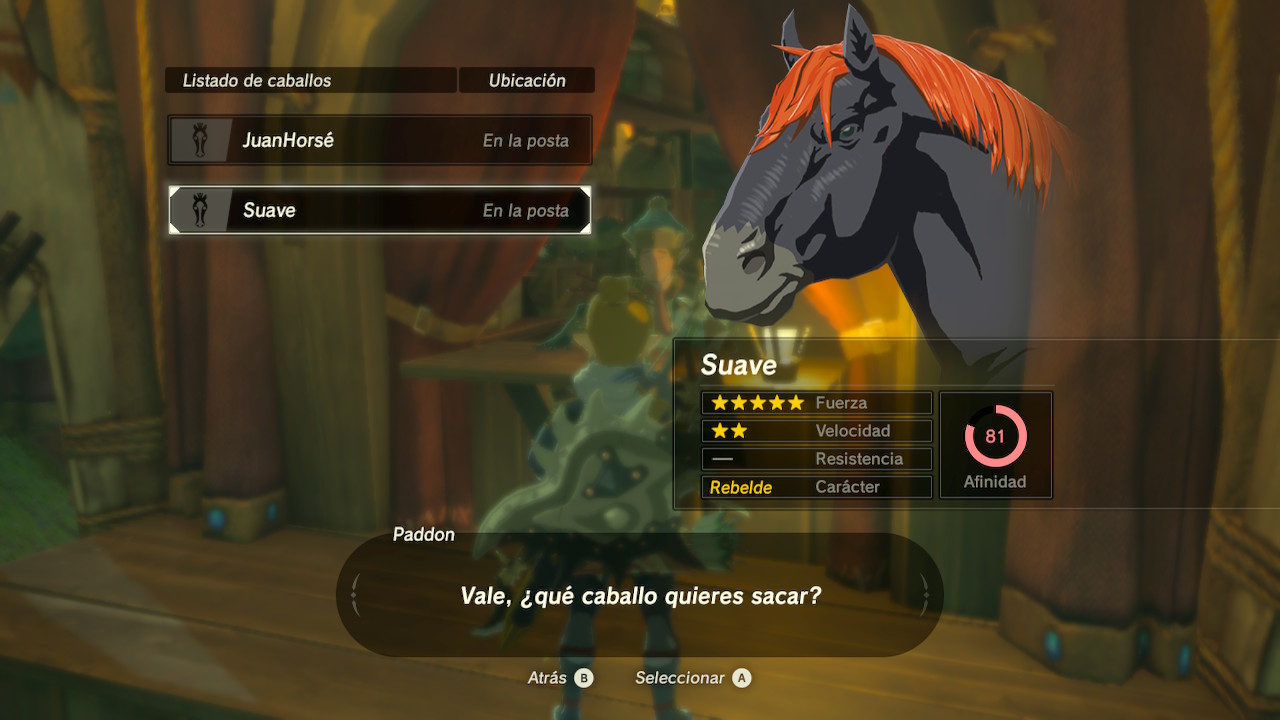 Listado de caballos
Ubicación
JuanHorsé
En la posta
Suave
En la posta
Suave
Fuerza
Velocidad
— Resistencia
Rebelde Carácter
81
Afinidad
Paddon
Vale, ¿qué caballo quieres sacar?
Atrás B Seleccionar A